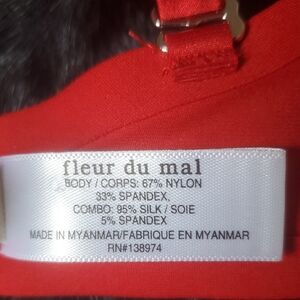 fleur du mal
BODY / CORPS: 67% NYLON
33% SPANDEX,
COMBO: 95% SILK / SOIE
5% SPANDEX
MADE IN MYANMAR/FABRIQUE EN MYANMAR
RN#138974